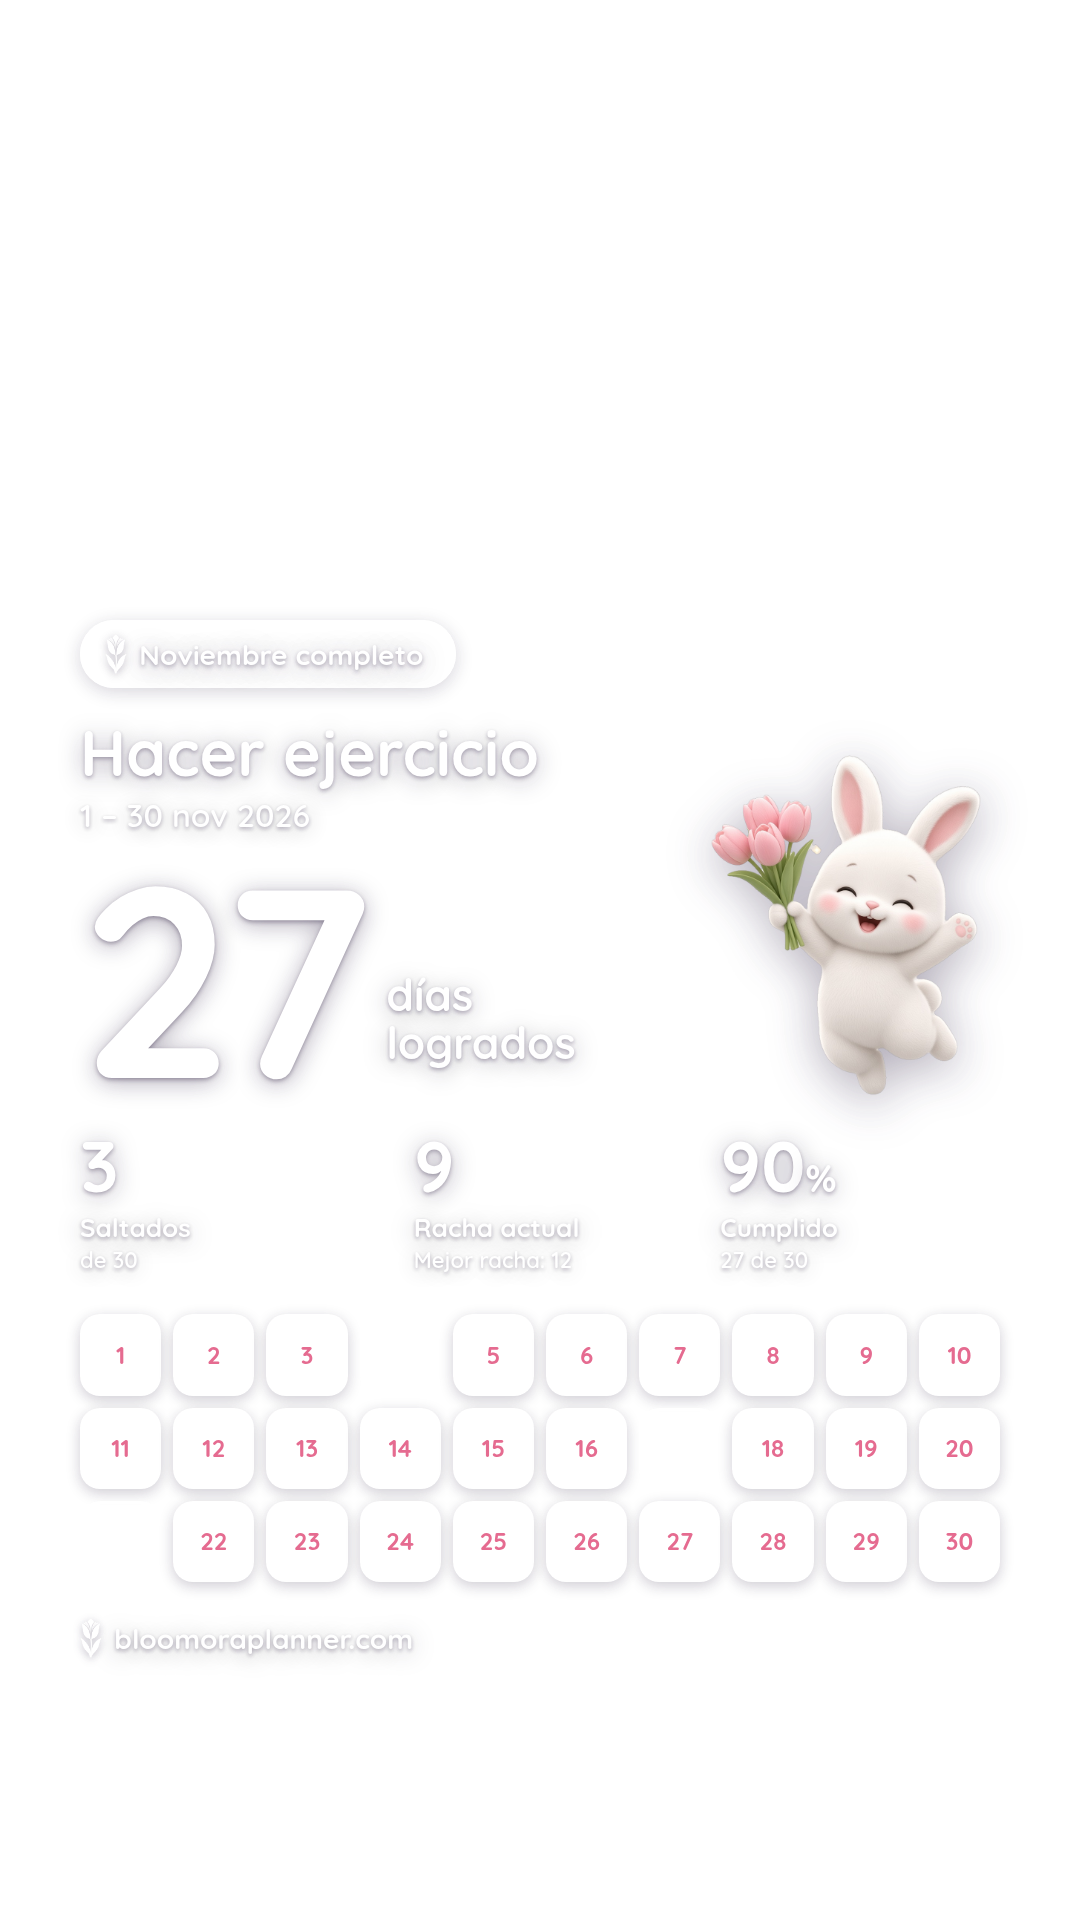 Noviembre completo
Hacer ejercicio
1 – 30 nov 2026
27
días
logrados
3
Saltados
de 30
9
Racha actual
Mejor racha: 12
90%
Cumplido
27 de 30
1 2 3 5 6 7 8 9 10
11 12 13 14 15 16 18 19 20
22 23 24 25 26 27 28 29 30
bloomoraplanner.com